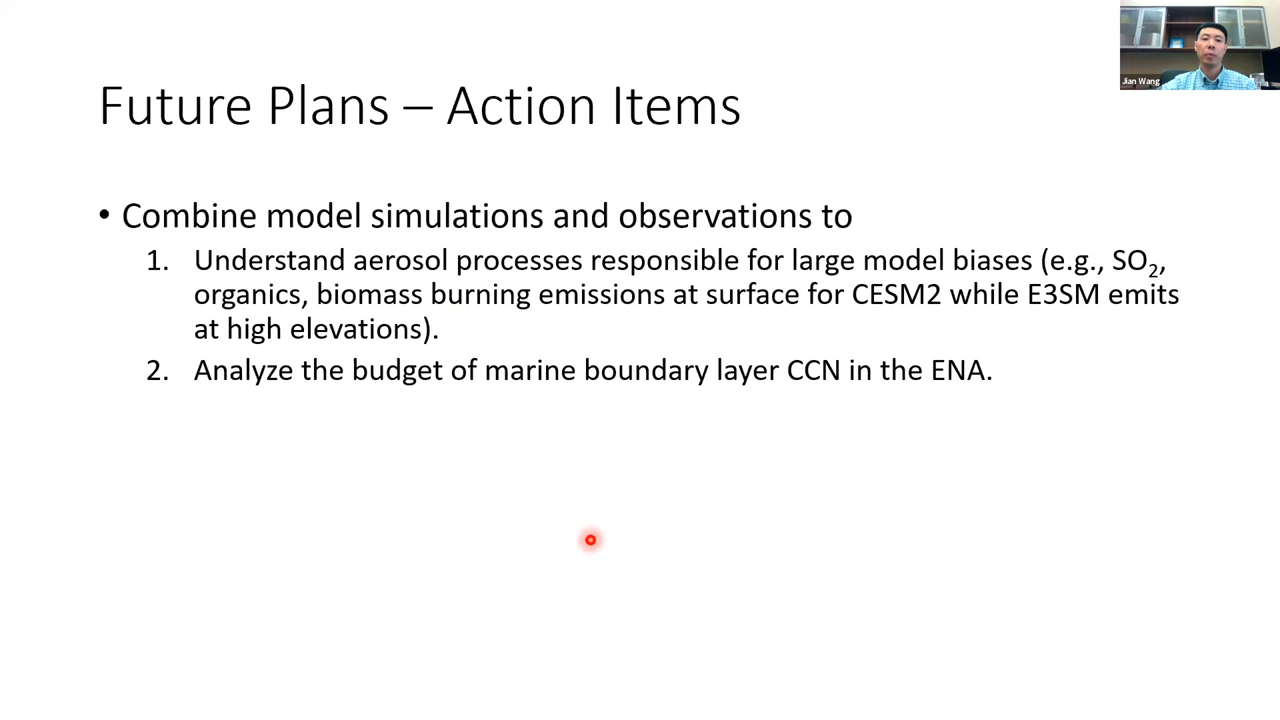 Jian Wang
Future Plans – Action Items
• Combine model simulations and observations to
1. Understand aerosol processes responsible for large model biases (e.g., SO₂,
organics, biomass burning emissions at surface for CESM2 while E3SM emits
at high elevations).
2. Analyze the budget of marine boundary layer CCN in the ENA.